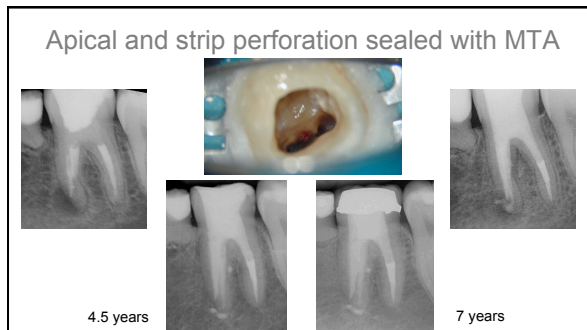 Apical and strip perforation sealed with MTA
4.5 years
7 years